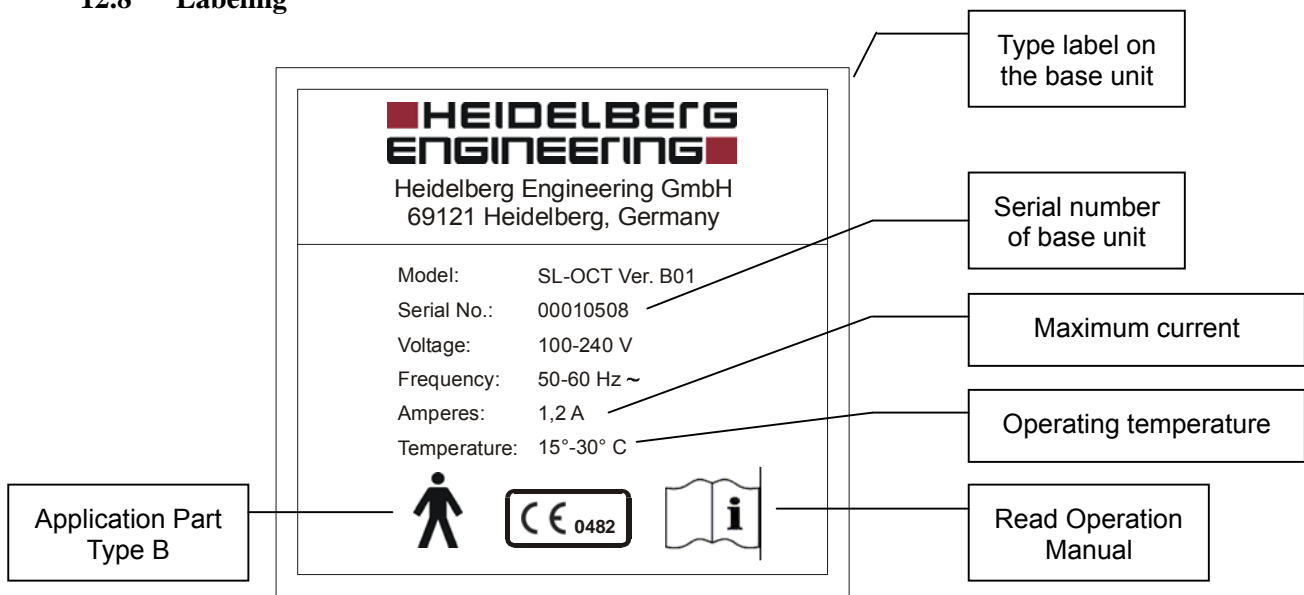 12.8 Labeling
Type label on
the base unit
HEIDELBERG
ENGINEERING
Heidelberg Engineering GmbH
69121 Heidelberg, Germany
Serial number
of base unit
Model: SL-OCT Ver. B01
Serial No.: 00010508
Voltage: 100-240 V
Frequency: 50-60 Hz ~
Amperes: 1,2 A
Temperature: 15°-30° C
Maximum current
Operating temperature
Application Part
Type B
CE 0482
i
Read Operation
Manual